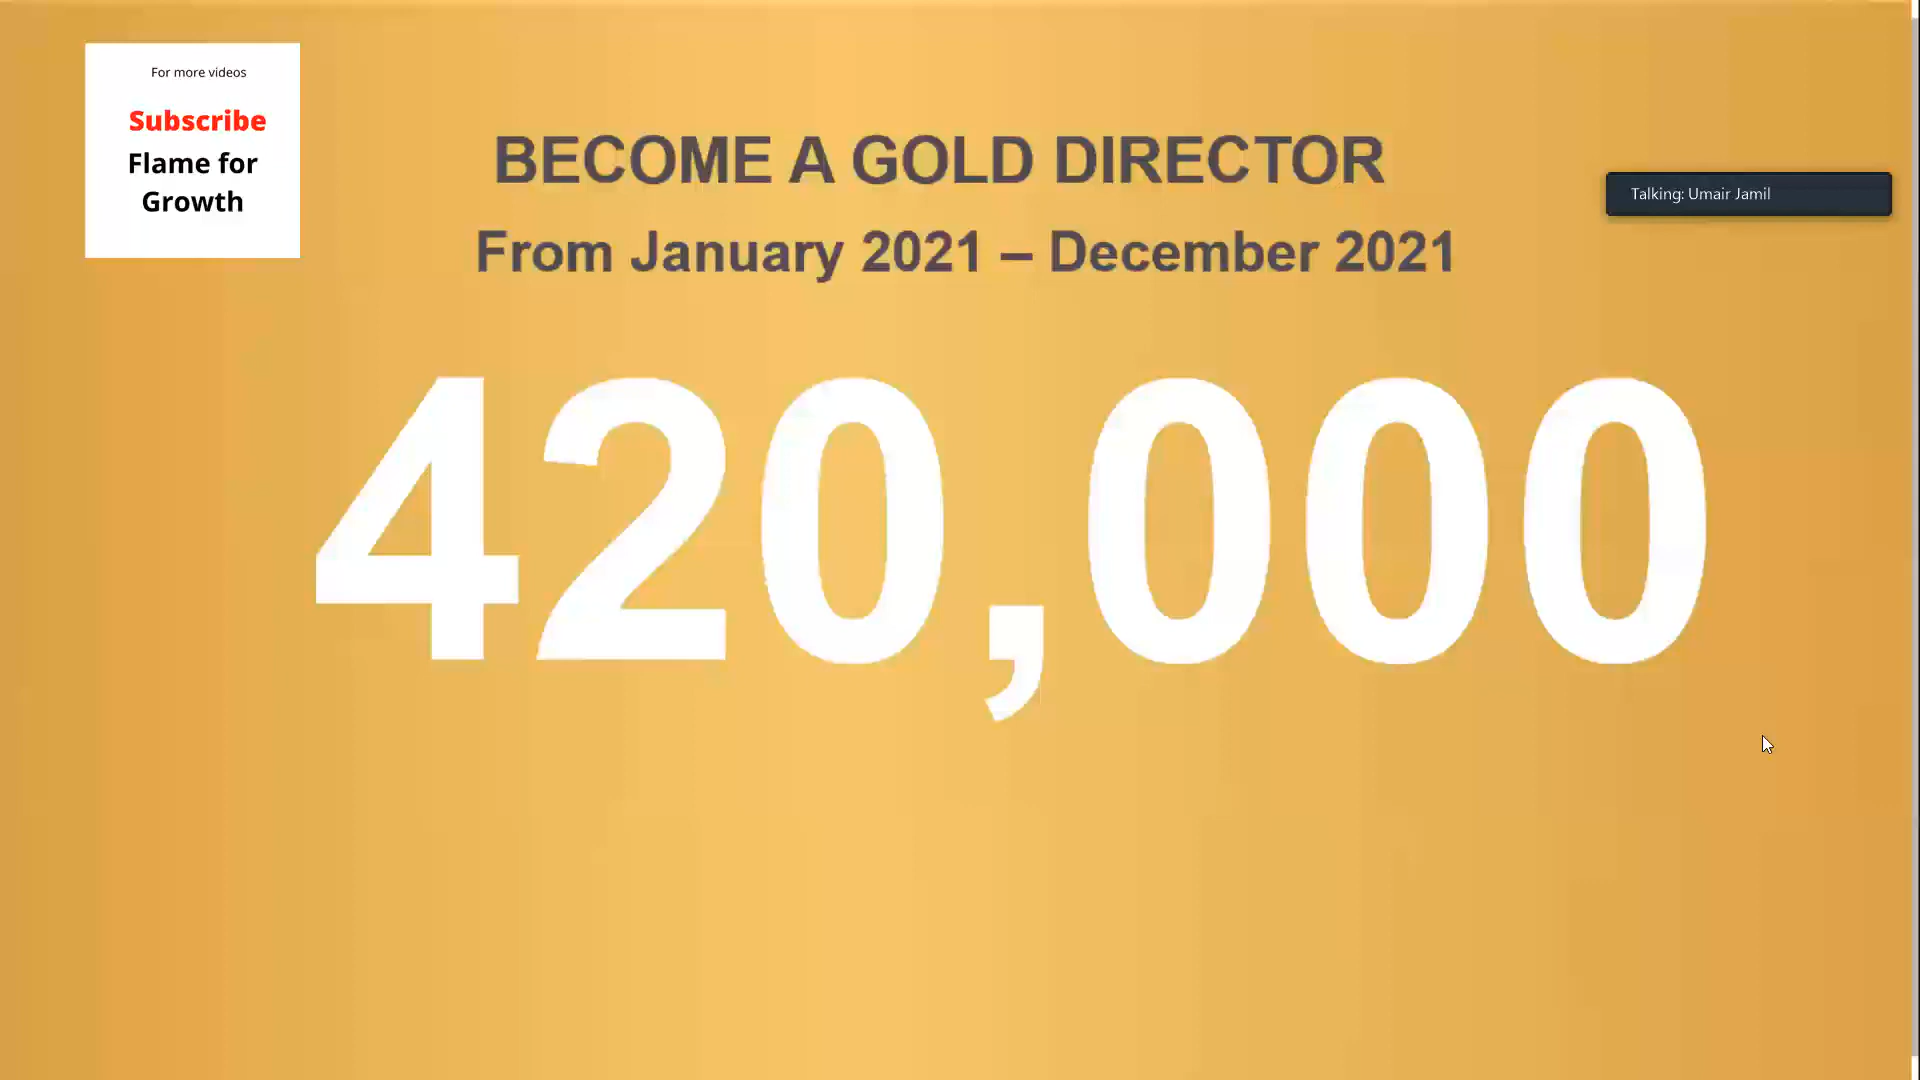 For more videos
Subscribe
Flame for
Growth
BECOME A GOLD DIRECTOR
From January 2021 – December 2021
Talking: Umair Jamil
420,000